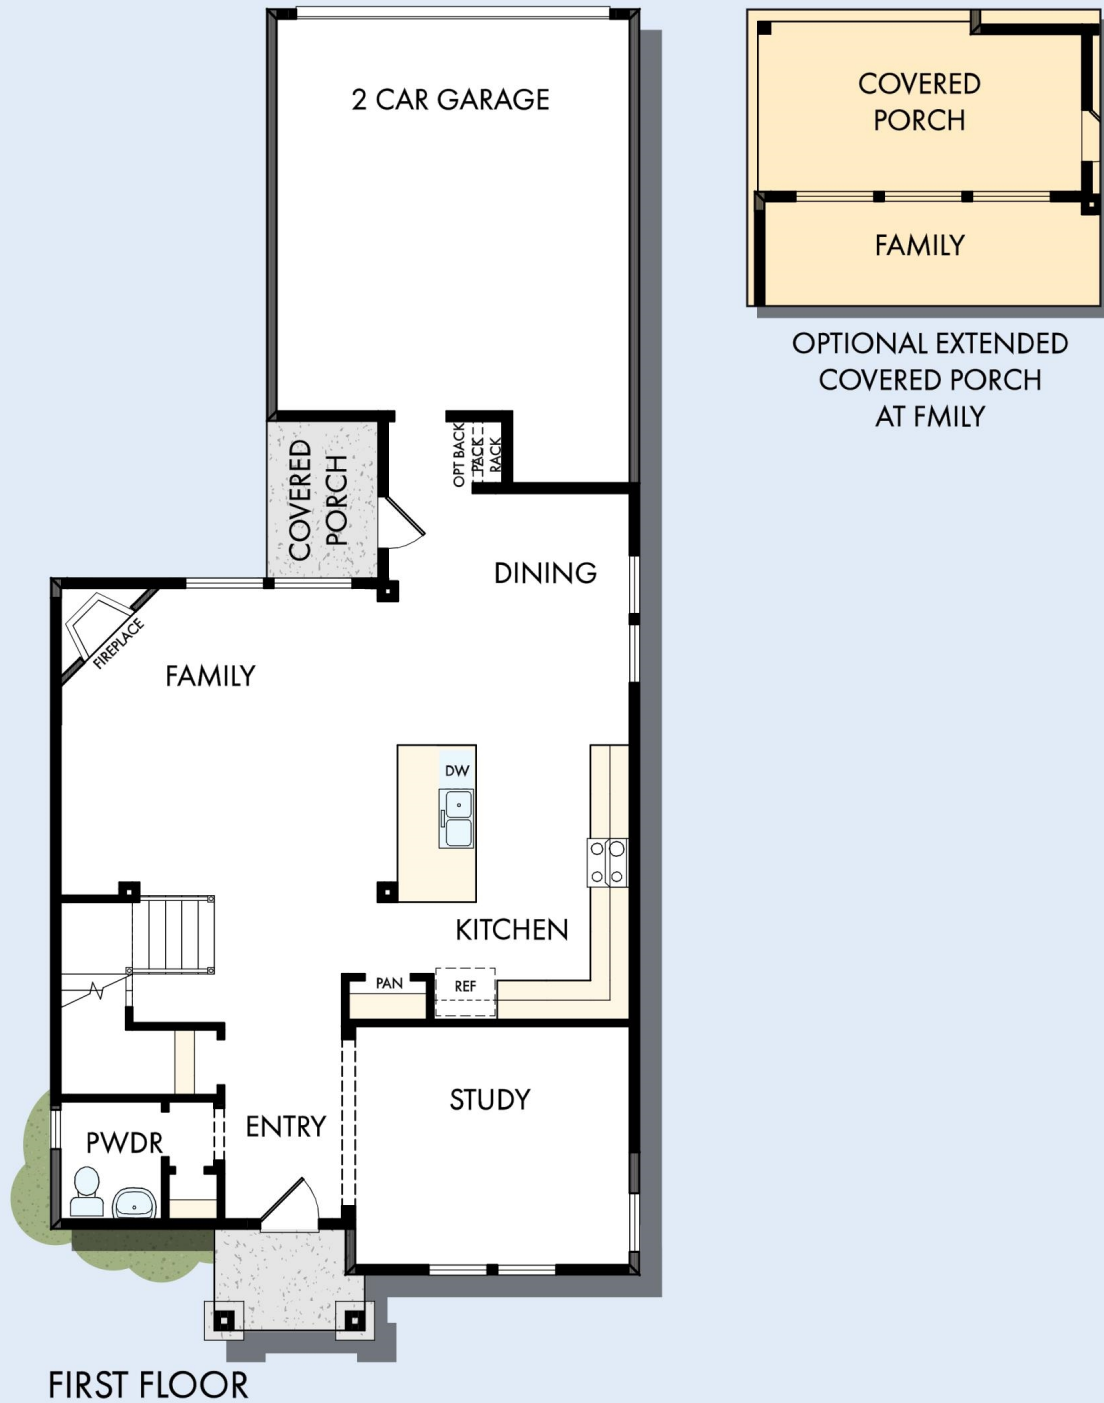 2 CAR GARAGE
COVERED
PORCH
FAMILY
OPTIONAL EXTENDED
COVERED PORCH
AT FMILY
COVERED
PORCH
OPT BACK
PACK
RACK
DINING
FIREPLACE
FAMILY
DW
KITCHEN
PAN
REF
STUDY
ENTRY
PWDR
FIRST FLOOR